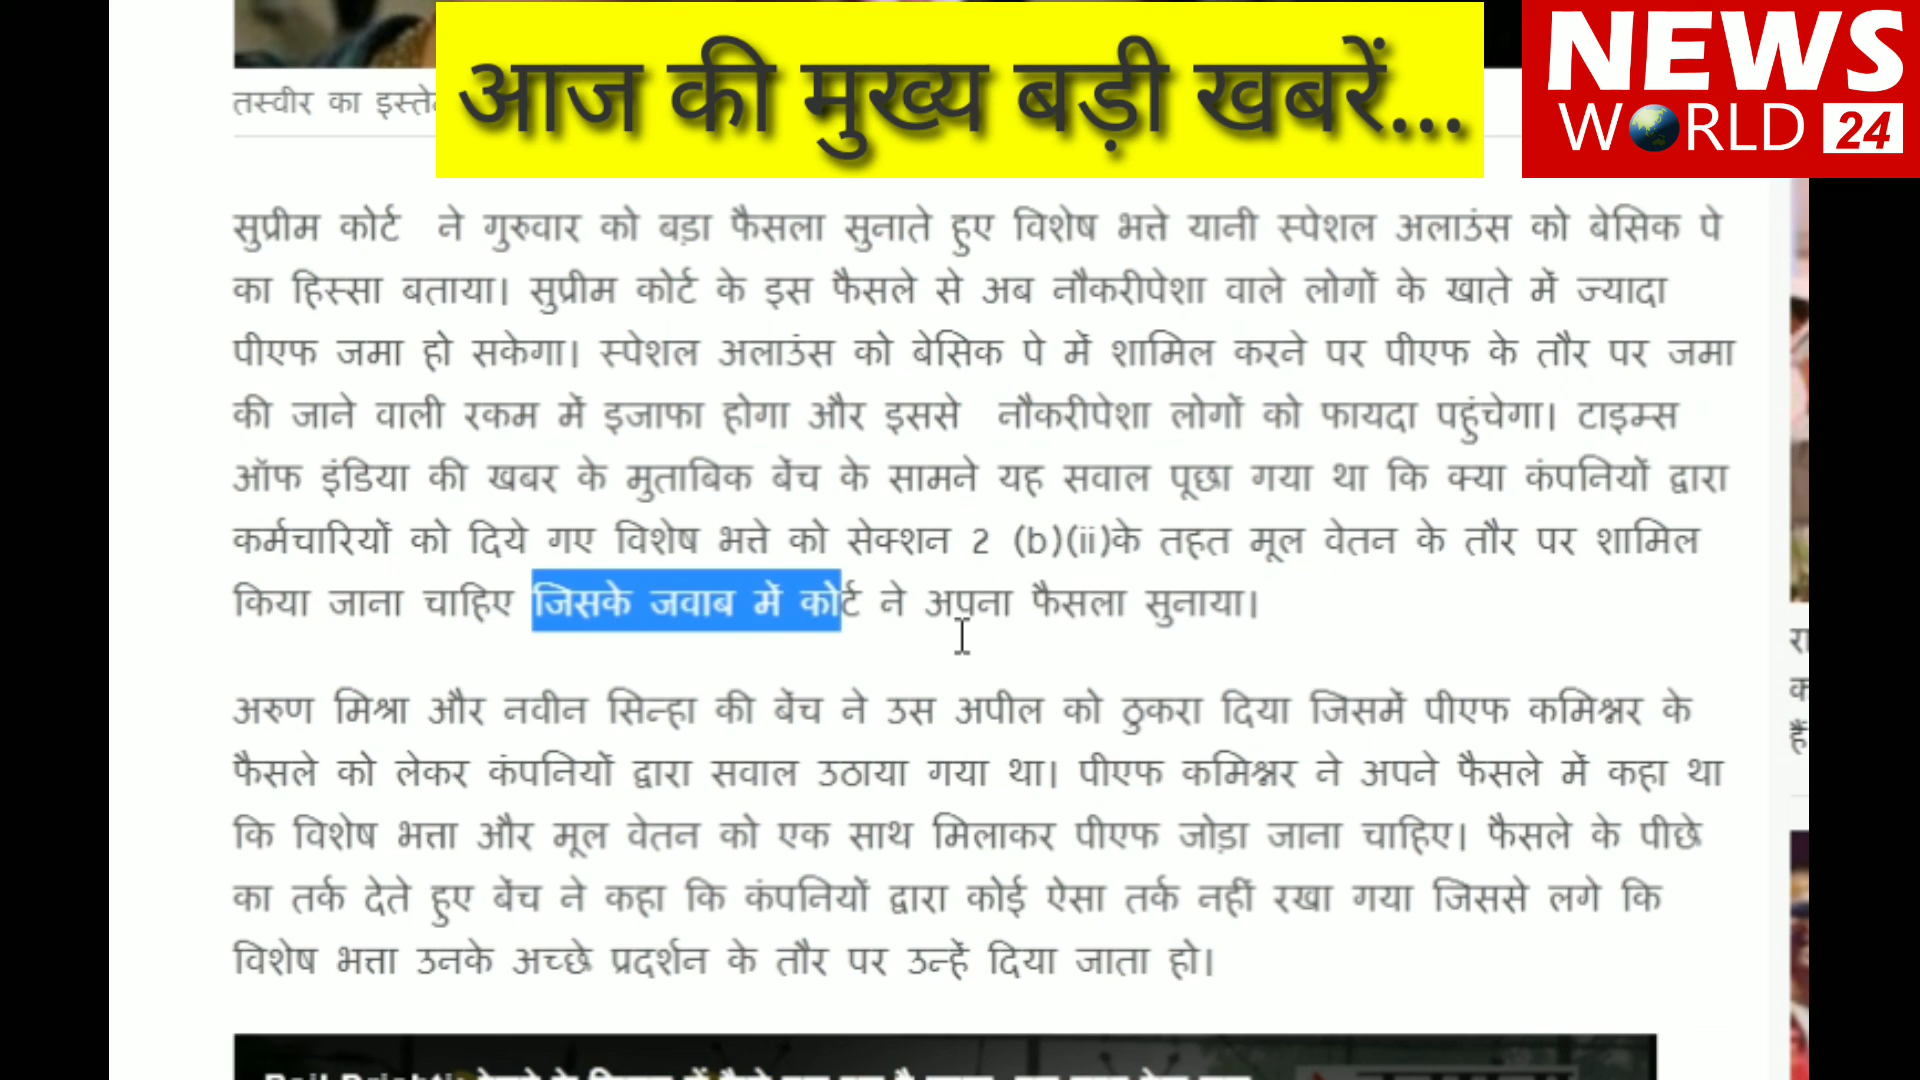 आज की मुख्य बड़ी खबरें...
NEWS
WORLD 24
तस्वीर का
सुप्रीम कोर्ट ने गुरुवार को बड़ा फैसला सुनाते हुए विशेष भत्ते यानी स्पेशल अलाउंस को बेसिक पे
का हिस्सा बताया। सुप्रीम कोर्ट के इस फैसले से अब नौकरीपेशा वाले लोगों के खाते में ज्यादा
पीएफ जमा हो सकेगा। स्पेशल अलाउंस को बेसिक पे में शामिल करने पर पीएफ के तौर पर जमा
की जाने वाली रकम में इजाफा होगा और इससे नौकरीपेशा लोगों को फायदा पहुंचेगा। टाइम्स
ऑफ इंडिया की खबर के मुताबिक बेंच के सामने यह सवाल पूछा गया था कि क्या कंपनियों द्वारा
कर्मचारियों को दिये गए विशेष भत्ते को सेक्शन 2 (b)(ii)के तहत मूल वेतन के तौर पर शामिल
किया जाना चाहिए जिसके जवाब में कोर्ट ने अपना फैसला सुनाया।
अरुण मिश्रा और नवीन सिन्हा की बेंच ने उस अपील को ठुकरा दिया जिसमें पीएफ कमिश्नर के
फैसले को लेकर कंपनियों द्वारा सवाल उठाया गया था। पीएफ कमिश्नर ने अपने फैसले में कहा था
कि विशेष भत्ता और मूल वेतन को एक साथ मिलाकर पीएफ जोड़ा जाना चाहिए। फैसले के पीछे
का तर्क देते हुए बेंच ने कहा कि कंपनियों द्वारा कोई ऐसा तर्क नहीं रखा गया जिससे लगे कि
विशेष भत्ता उनके अच्छे प्रदर्शन के तौर पर उन्हें दिया जाता हो।